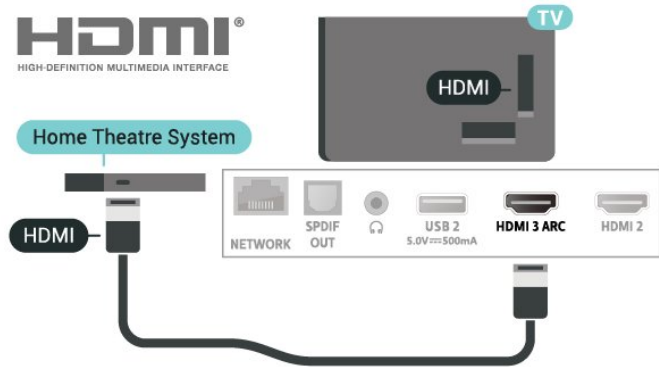 HDMI®
HIGH-DEFINITION MULTIMEDIA INTERFACE
TV
HDMI
Home Theatre System
HDMI
NETWORK
SPDIF
OUT
USB 2
5.0V⎓500mA
HDMI 3 ARC
HDMI 2